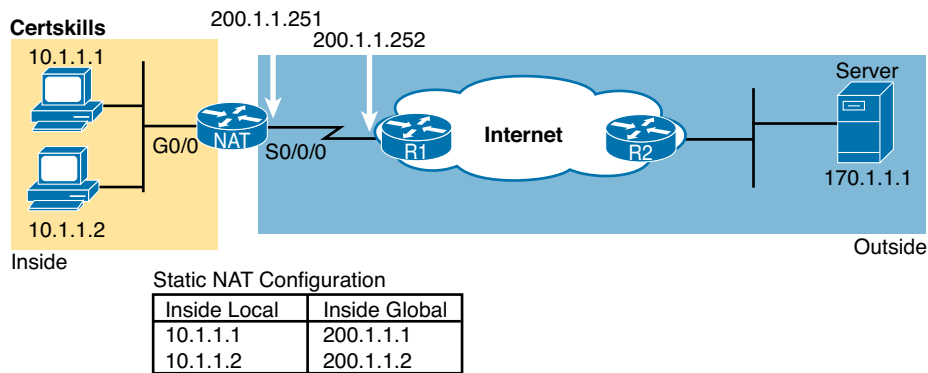 200.1.1.251
Certskills
200.1.1.252
10.1.1.1
Server
G0/0
NAT
S0/0/0
R1
Internet
R2
170.1.1.1
10.1.1.2
Inside
Outside
Static NAT Configuration
Inside Local Inside Global
10.1.1.1 200.1.1.1
10.1.1.2 200.1.1.2